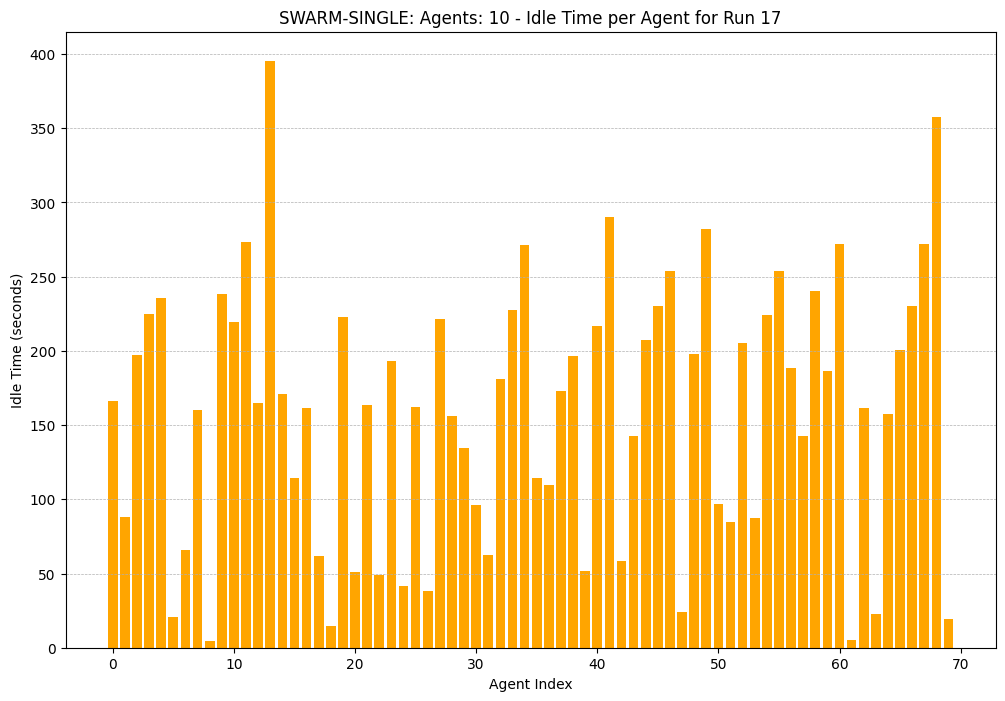 SWARM-SINGLE: Agents: 10 - Idle Time per Agent for Run 17
Idle Time (seconds)
400
350
300
250
200
150
100
50
0
0 10 20 30 40 50 60 70
Agent Index